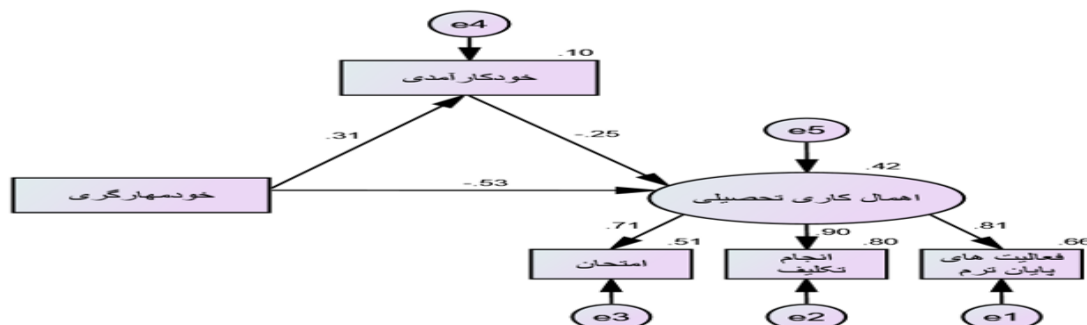 e4
.10
خودکارآمدی
.31
-.25
e5
.42
خودمهارگری
-.53
اهمال کاری تحصیلی
.71
.90
.81
.51
.80
.66
امتحان
انجام
تکلیف
فعالیت های
پایان ترم
e3
e2
e1